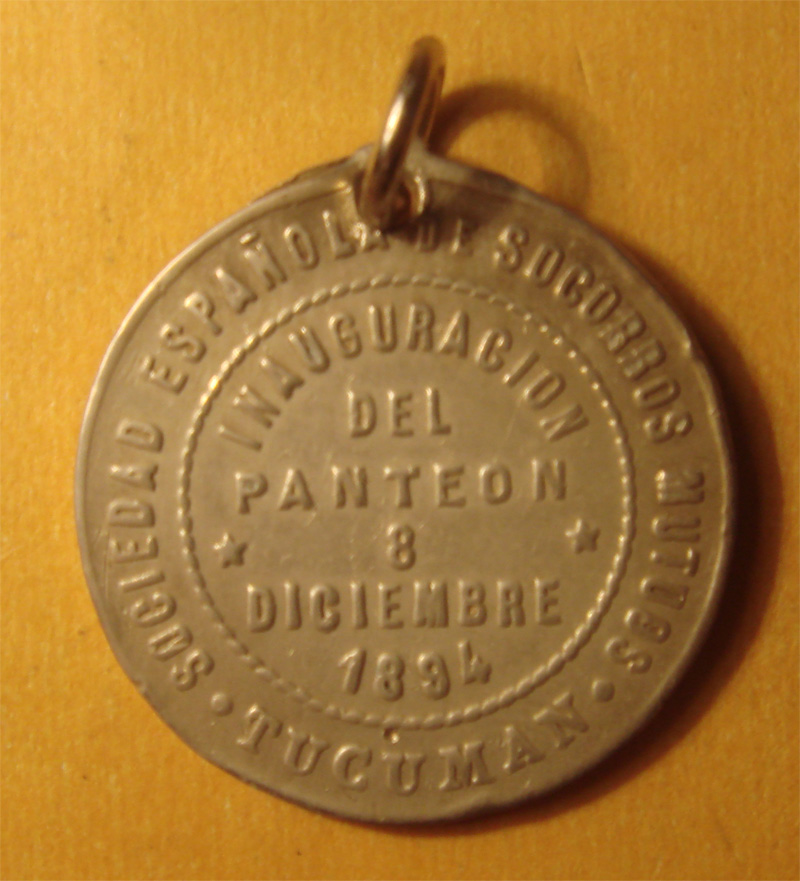 SOCIEDAD ESPAÑOLA DE SOCORROS MUTUOS
• TUCUMAN •
INAUGURACION
DEL
PANTEON
8
DICIEMBRE
1894